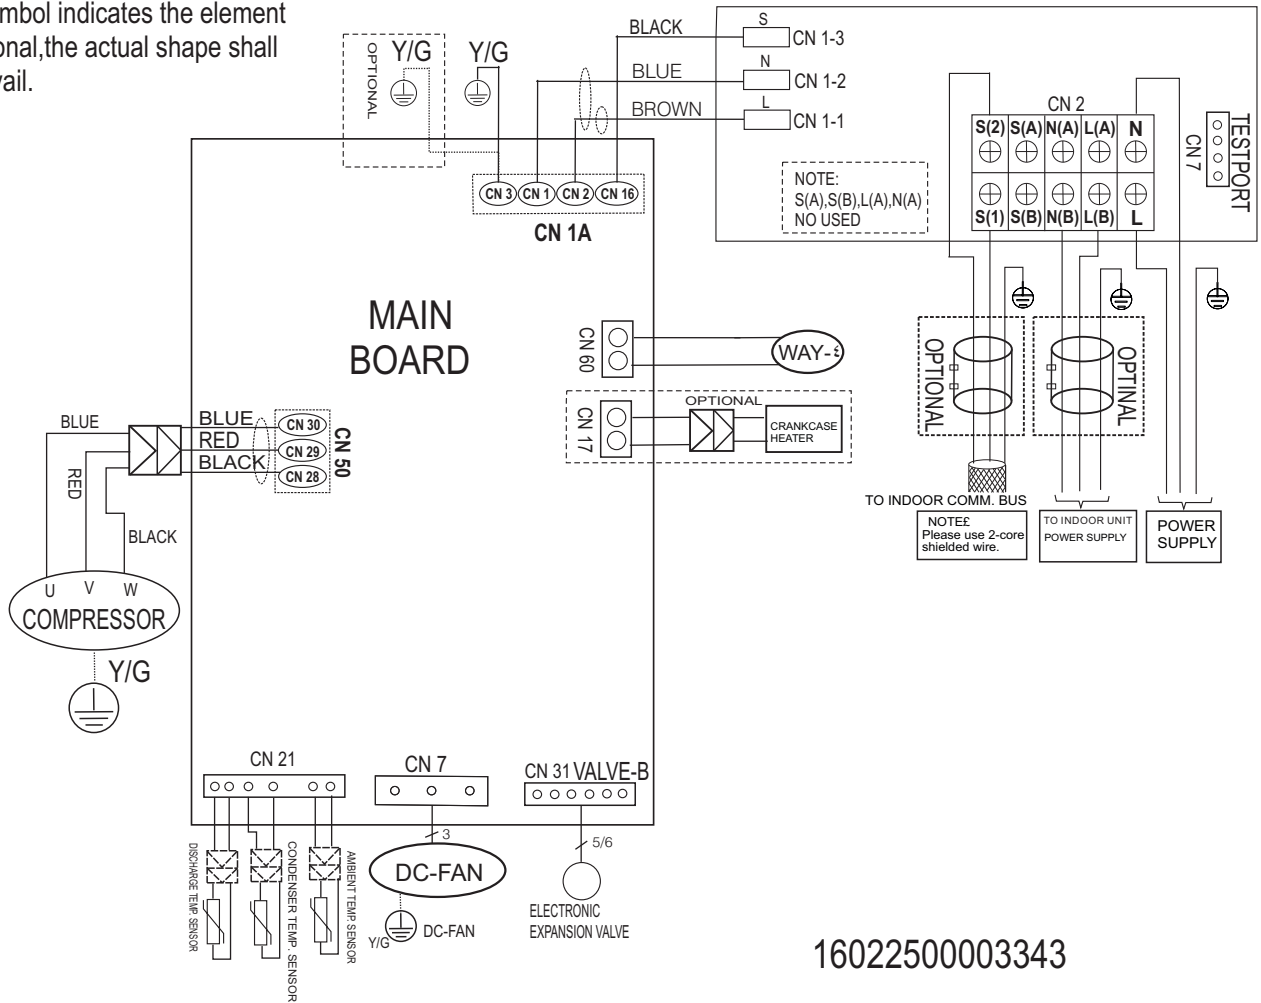 mbol indicates the element
onal,the actual shape shall
ail.
OPTIONAL
Y/G
Y/G
BLACK
BLUE
BROWN
S
CN 1-3
N
CN 1-2
L
CN 1-1
NOTE:
S(A),S(B),L(A),N(A)
NO USED
CN 2
S(2) S(A) N(A) L(A) N
S(1) S(B) N(B) L(B) L
CN 7
TESTPORT
CN 3 CN 1 CN 2 CN 16
CN 1A
MAIN
BOARD
CN 60
WAY-
CN 17
OPTIONAL
CRANKCASE
HEATER
OPTIONAL
OPTINAL
TO INDOOR COMM. BUS
NOTE£
Please use 2-core
shielded wire.
TO INDOOR UNIT
POWER SUPPLY
POWER
SUPPLY
BLUE
RED
BLACK
BLUE
RED
BLACK
CN 30
CN 29
CN 28
CN 50
U V W
COMPRESSOR
Y/G
CN 21
CN 7
CN 31 VALVE-B
DISCHARGE TEMP. SENSOR
CONDENSER TEMP. SENSOR
AMBIENT TEMP. SENSOR
3
DC-FAN
Y/G
DC-FAN
5/6
ELECTRONIC
EXPANSION VALVE
16022500003343